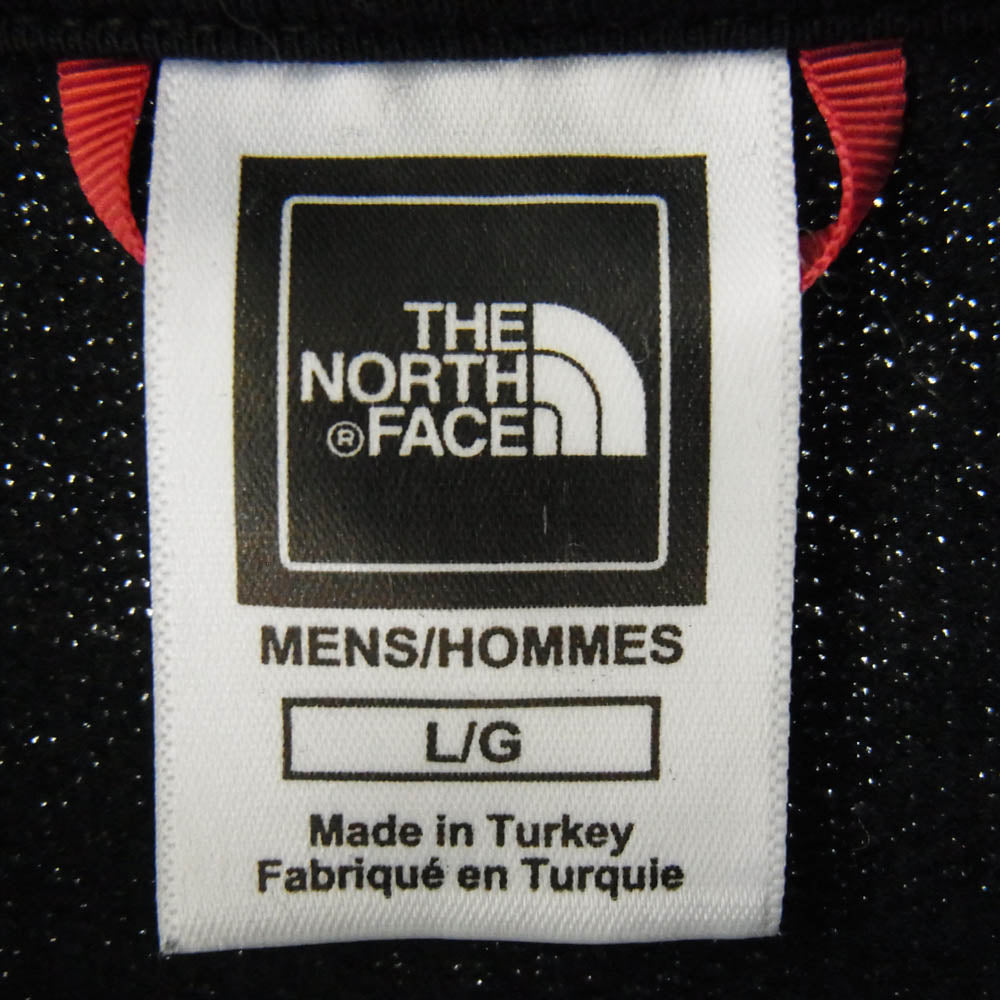 THE
NORTH
®FACE
MENS/HOMMES
L/G
Made in Turkey
Fabriqué en Turquie